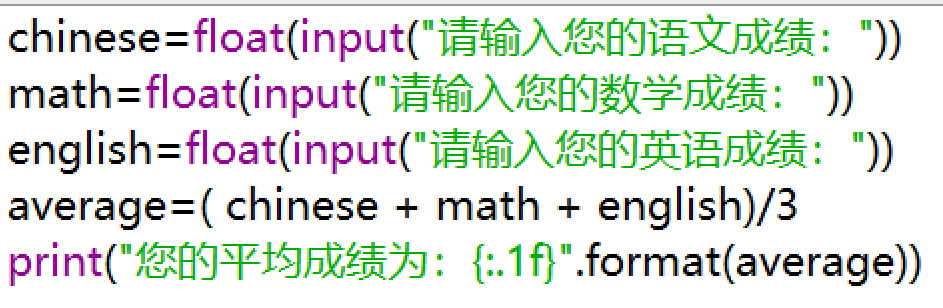 chinese=float(input("请输入您的语文成绩："))
math=float(input("请输入您的数学成绩："))
english=float(input("请输入您的英语成绩："))
average=( chinese + math + english)/3
print("您的平均成绩为：{:.1f}".format(average))